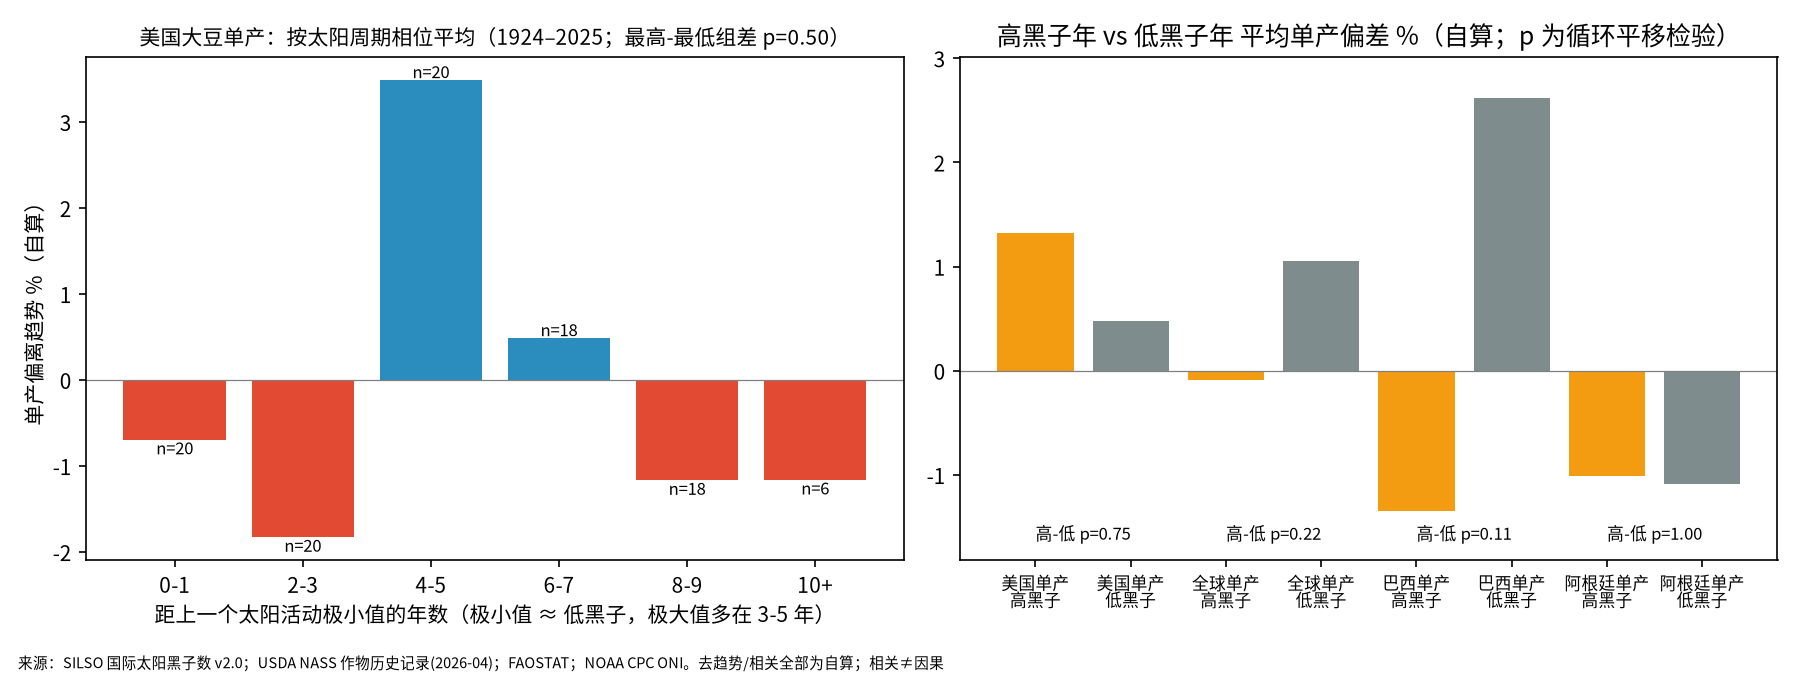 美国大豆单产：按太阳周期相位平均（1924–2025；最高-最低组差 p=0.50）
单产偏离趋势 %（自算）
3
2
1
0
-1
-2
n=20
n=20
n=20
n=18
n=18
n=6
0-1
2-3
4-5
6-7
8-9
10+
距上一个太阳活动极小值的年数（极小值 ≈ 低黑子，极大值多在 3-5 年）
高黑子年 vs 低黑子年 平均单产偏差 %（自算；p 为循环平移检验）
3
2
1
0
-1
高-低 p=0.75
高-低 p=0.22
高-低 p=0.11
高-低 p=1.00
美国单产
高黑子
美国单产
低黑子
全球单产
高黑子
全球单产
低黑子
巴西单产
高黑子
巴西单产
低黑子
阿根廷单产
高黑子
阿根廷单产
低黑子
来源：SILSO 国际太阳黑子数 v2.0；USDA NASS 作物历史记录(2026-04)；FAOSTAT；NOAA CPC ONI。去趋势/相关全部为自算；相关≠因果